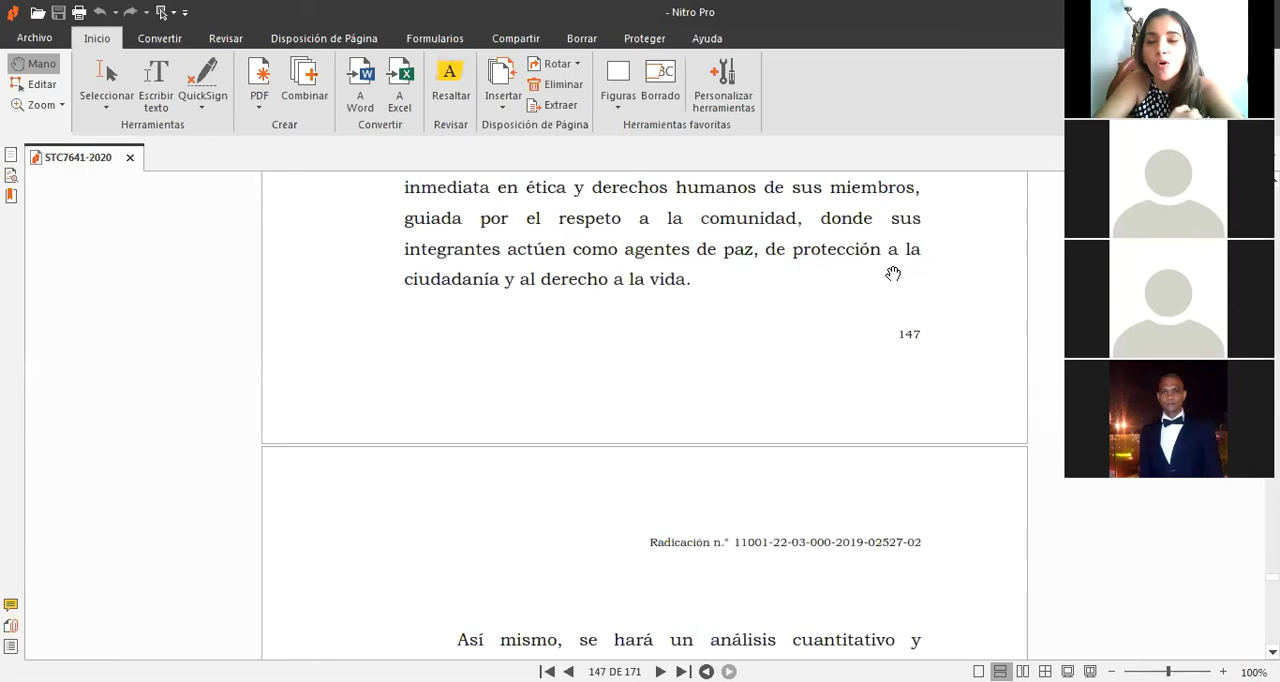 - Nitro Pro
Archivo
Inicio
Convertir
Revisar
Disposición de Página
Formularios
Compartir
Borrar
Proteger
Ayuda
Mano
Editar
Zoom
Seleccionar
Escribir texto
QuickSign
Herramientas
PDF
Combinar
Crear
A Word
A Excel
Convertir
Resaltar
Revisar
Insertar
Rotar
Eliminar
Extraer
Disposición de Página
Figuras
Borrado
Personalizar herramientas
Herramientas favoritas
STC7641-2020
inmediata en ética y derechos humanos de sus miembros,
guiada por el respeto a la comunidad, donde sus
integrantes actúen como agentes de paz, de protección a la
ciudadanía y al derecho a la vida.
147
Radicación n.° 11001-22-03-000-2019-02527-02
Así mismo, se hará un análisis cuantitativo y
147 DE 171
100%